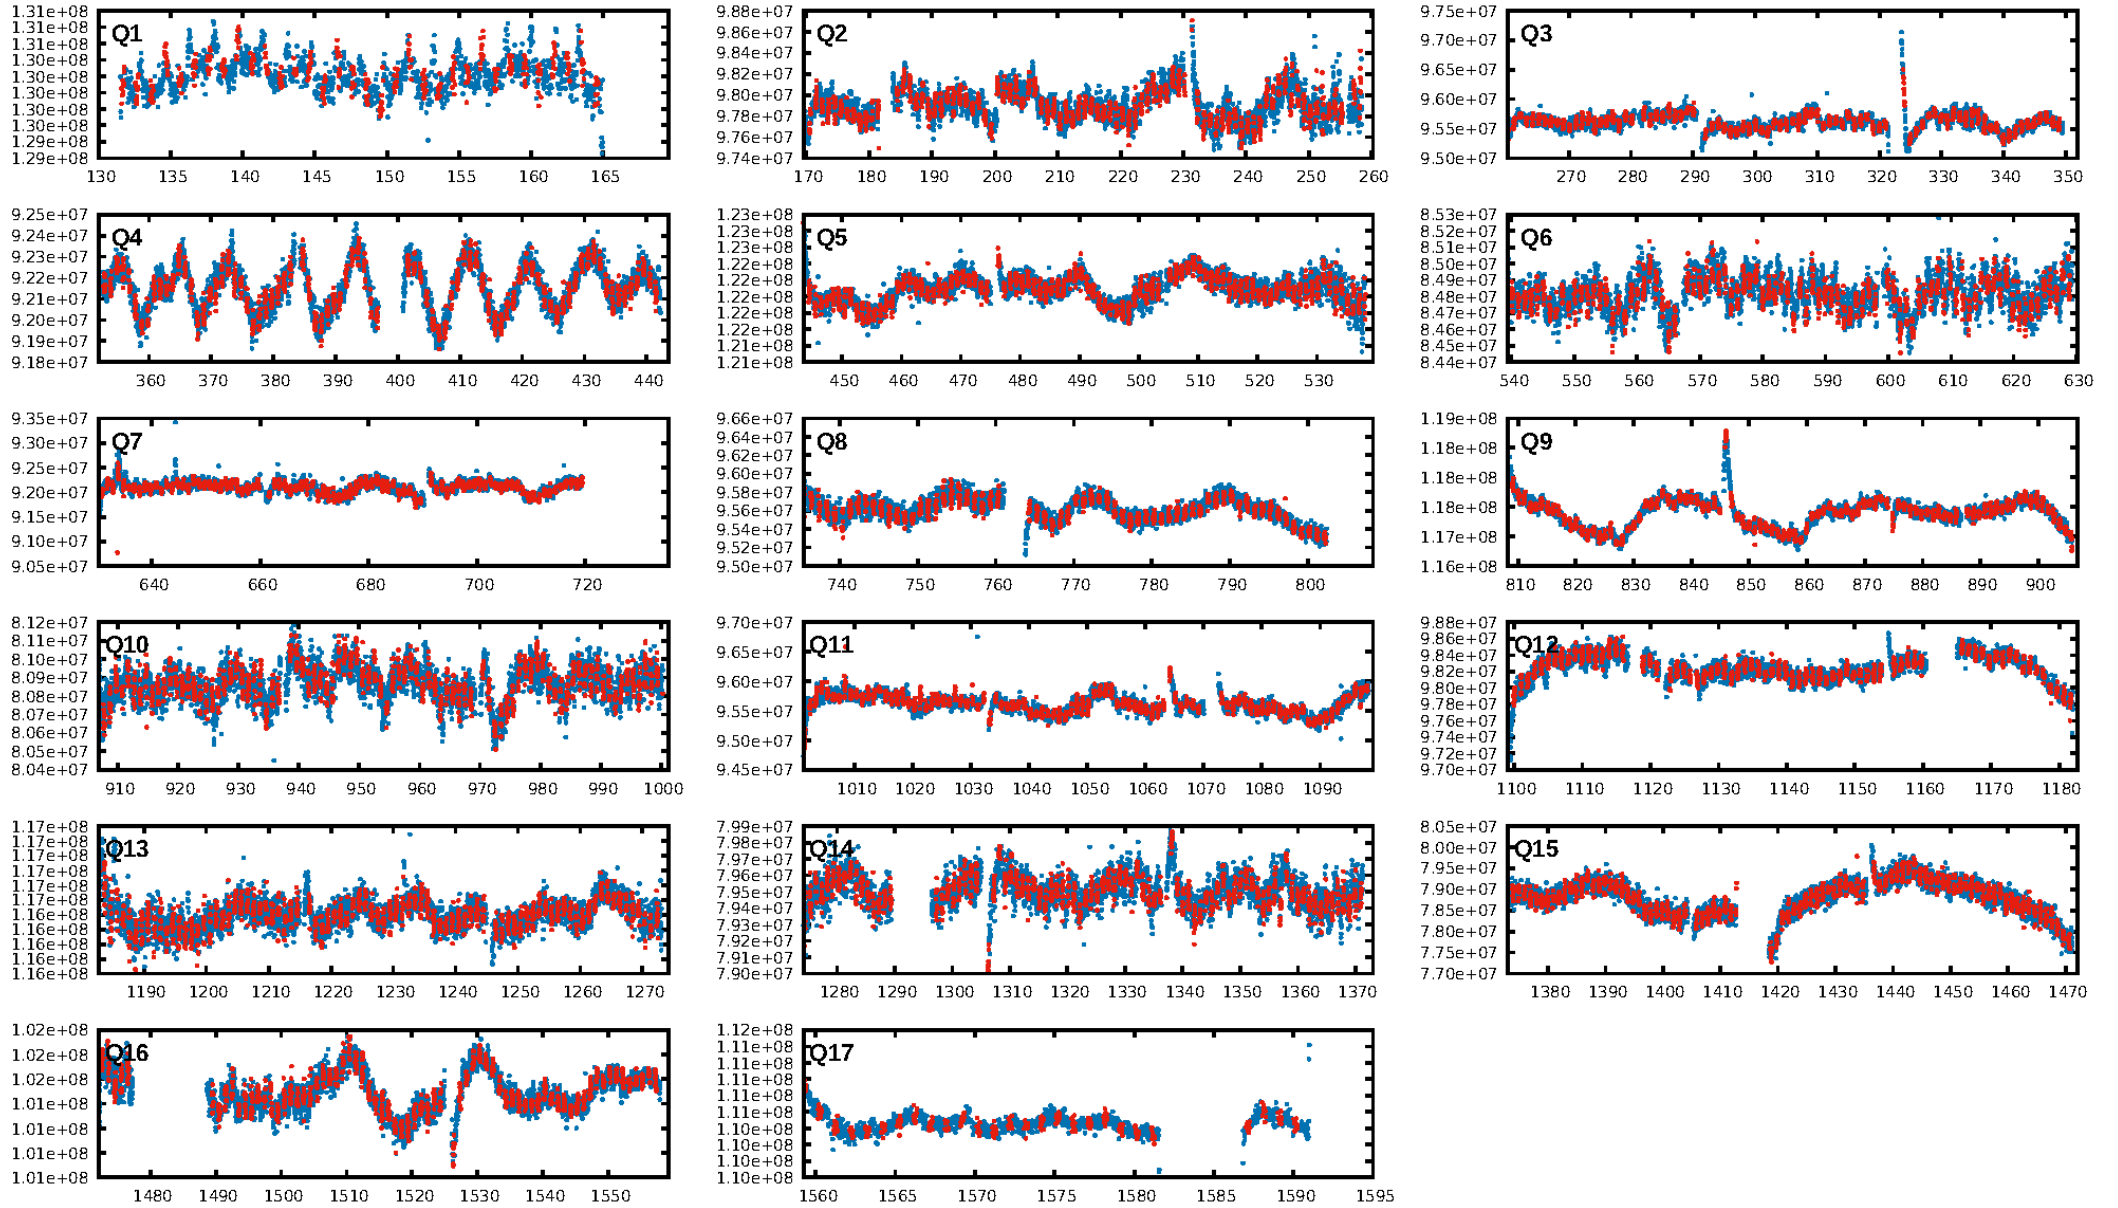 Q1
1.31e+08
1.31e+08
1.31e+08
1.30e+08
1.30e+08
1.30e+08
1.30e+08
1.30e+08
1.29e+08
1.29e+08
130 135 140 145 150 155 160 165
Q2
9.88e+07
9.86e+07
9.84e+07
9.82e+07
9.80e+07
9.78e+07
9.76e+07
9.74e+07
170 180 190 200 210 220 230 240 250 260
Q3
9.75e+07
9.70e+07
9.65e+07
9.60e+07
9.55e+07
9.50e+07
270 280 290 300 310 320 330 340 350
Q4
9.25e+07
9.24e+07
9.23e+07
9.22e+07
9.21e+07
9.20e+07
9.19e+07
9.18e+07
360 370 380 390 400 410 420 430 440
Q5
1.23e+08
1.23e+08
1.22e+08
1.22e+08
1.22e+08
1.22e+08
1.22e+08
1.21e+08
1.21e+08
450 460 470 480 490 500 510 520 530
Q6
8.53e+07
8.51e+07
8.50e+07
8.49e+07
8.48e+07
8.47e+07
8.46e+07
8.45e+07
8.44e+07
540 550 560 570 580 590 600 610 620 630
Q7
9.35e+07
9.30e+07
9.25e+07
9.20e+07
9.15e+07
9.10e+07
9.05e+07
640 660 680 700 720
Q8
9.66e+07
9.64e+07
9.62e+07
9.60e+07
9.58e+07
9.56e+07
9.54e+07
9.52e+07
9.50e+07
740 750 760 770 780 790 800
Q9
1.19e+08
1.18e+08
1.18e+08
1.18e+08
1.17e+08
1.16e+08
810 820 830 840 850 860 870 880 890 900
Q10
8.12e+07
8.11e+07
8.10e+07
8.09e+07
8.08e+07
8.07e+07
8.06e+07
8.05e+07
8.04e+07
910 920 930 940 950 960 970 980 990 1000
Q11
9.70e+07
9.65e+07
9.60e+07
9.55e+07
9.50e+07
9.45e+07
1010 1020 1030 1040 1050 1060 1070 1080 1090
Q12
9.88e+07
9.86e+07
9.84e+07
9.82e+07
9.80e+07
9.78e+07
9.76e+07
9.74e+07
9.72e+07
9.70e+07
1100 1110 1120 1130 1140 1150 1160 1170 1180
Q13
1.17e+08
1.17e+08
1.17e+08
1.17e+08
1.17e+08
1.17e+08
1.16e+08
1.16e+08
1.16e+08
1.16e+08
1.16e+08
1190 1200 1210 1220 1230 1240 1250 1260 1270
Q14
7.99e+07
7.98e+07
7.97e+07
7.96e+07
7.95e+07
7.94e+07
7.93e+07
7.92e+07
7.91e+07
7.90e+07
1280 1290 1300 1310 1320 1330 1340 1350 1360 1370
Q15
8.05e+07
8.00e+07
7.95e+07
7.90e+07
7.85e+07
7.80e+07
7.75e+07
7.70e+07
1380 1390 1400 1410 1420 1430 1440 1450 1460 1470
Q16
1.02e+08
1.02e+08
1.02e+08
1.01e+08
1.01e+08
1.01e+08
1.01e+08
1480 1490 1500 1510 1520 1530 1540 1550
Q17
1.12e+08
1.11e+08
1.11e+08
1.11e+08
1.11e+08
1.11e+08
1.10e+08
1.10e+08
1.10e+08
1.10e+08
1560 1565 1570 1575 1580 1585 1590 1595